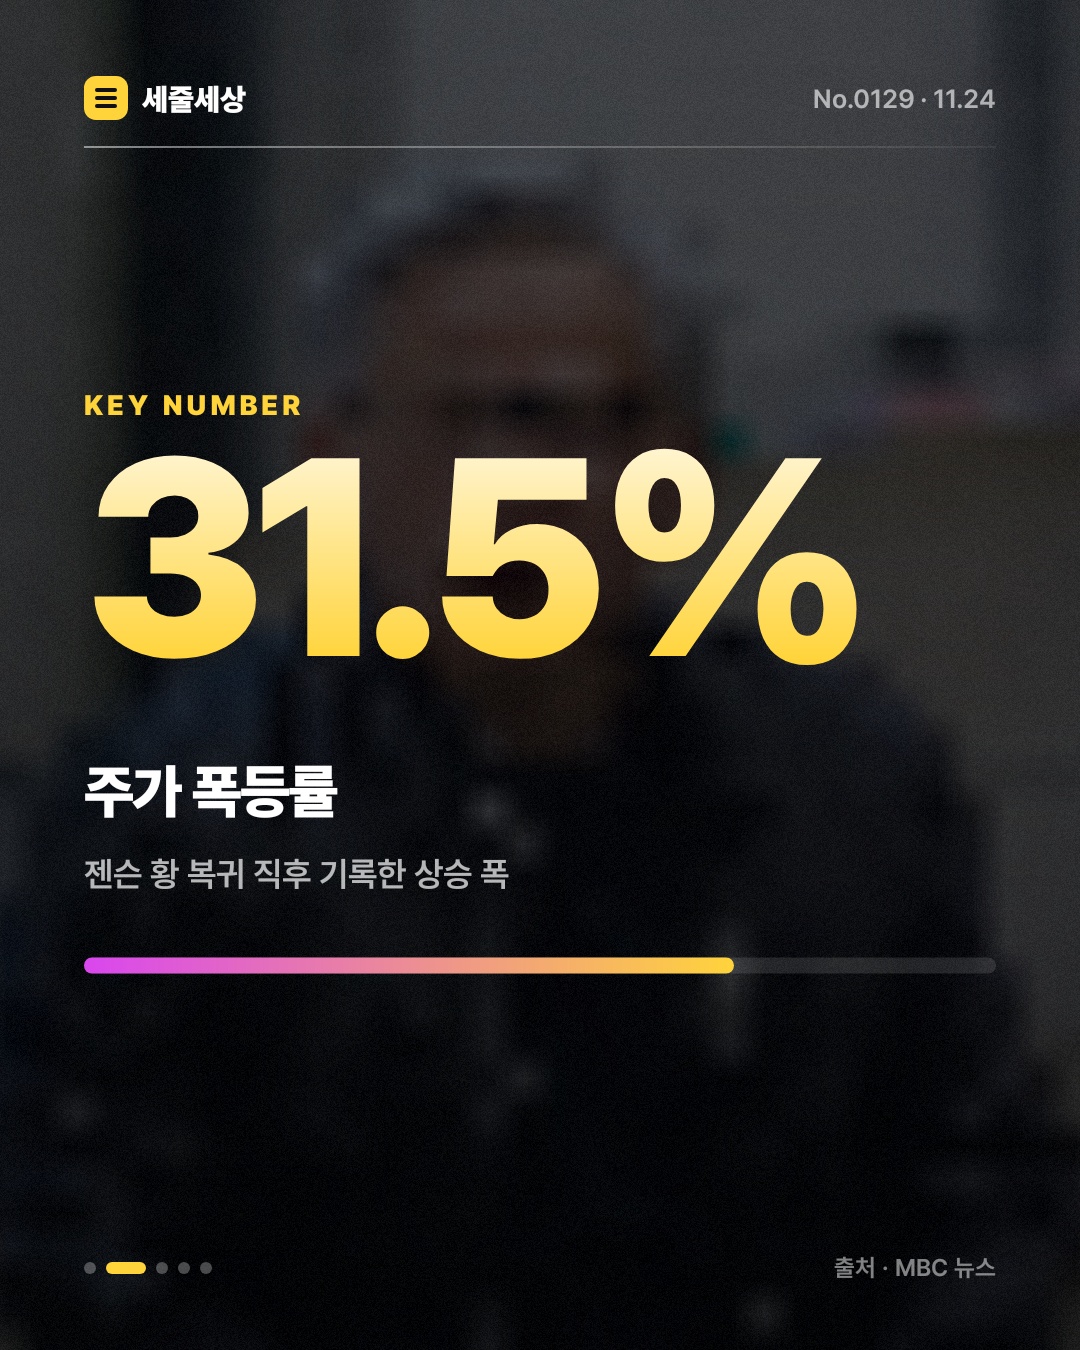 세줄세상
No.0129 · 11.24
KEY NUMBER
31.5%
주가 폭등률
젠슨 황 복귀 직후 기록한 상승 폭
출처 · MBC 뉴스